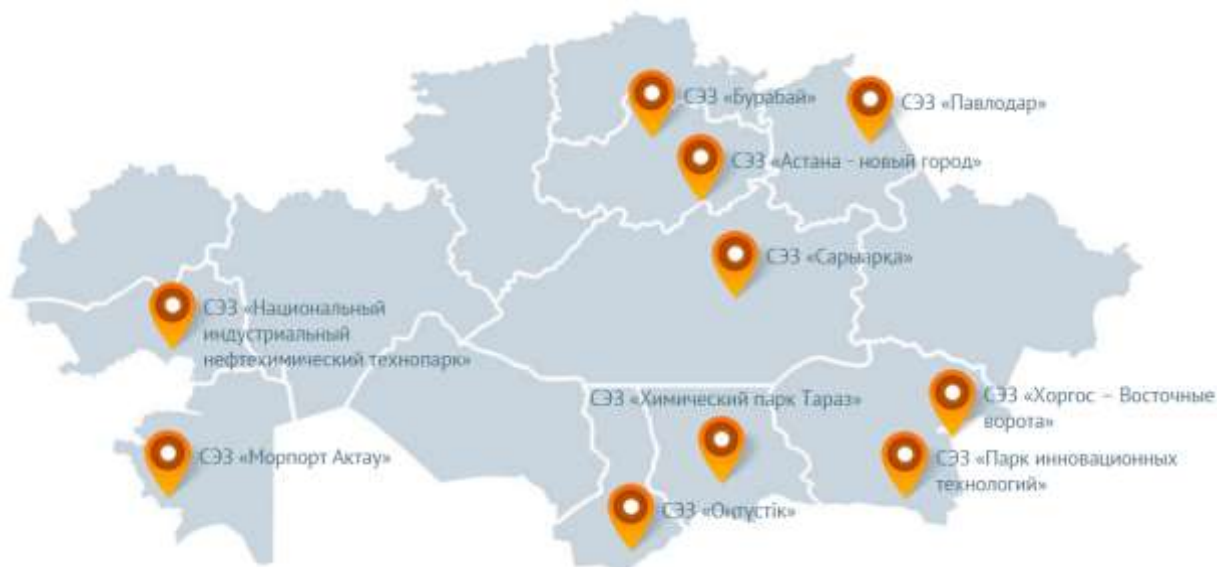 СЭЗ «Бурабай»
СЭЗ «Павлодар»
СЭЗ «Астана - новый город»
СЭЗ «Сарыарқа»
СЭЗ «Национальный
индустриальный
нефтехимический технопарк»
СЭЗ «Химический парк Тараз»
СЭЗ «Хоргос – Восточные
ворота»
СЭЗ «Морпорт Актау»
СЭЗ «Парк инновационных
технологий»
СЭЗ «Оңтүстік»